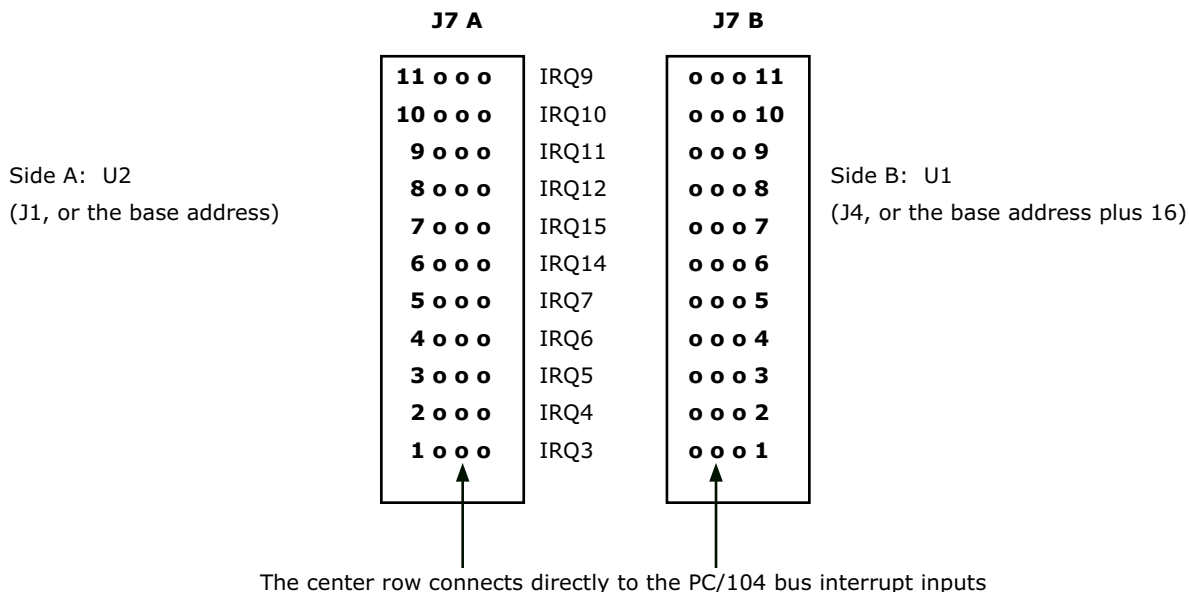 J7 A J7 B
11 o o o IRQ9 o o o 11
10 o o o IRQ10 o o o 10
9 o o o IRQ11 o o o 9
Side A: U2 Side B: U1
8 o o o IRQ12 o o o 8
(J1, or the base address) (J4, or the base address plus 16)
7 o o o IRQ15 o o o 7
6 o o o IRQ14 o o o 6
5 o o o IRQ7 o o o 5
4 o o o IRQ6 o o o 4
3 o o o IRQ5 o o o 3
2 o o o IRQ4 o o o 2
1 o o o IRQ3 o o o 1
The center row connects directly to the PC/104 bus interrupt inputs